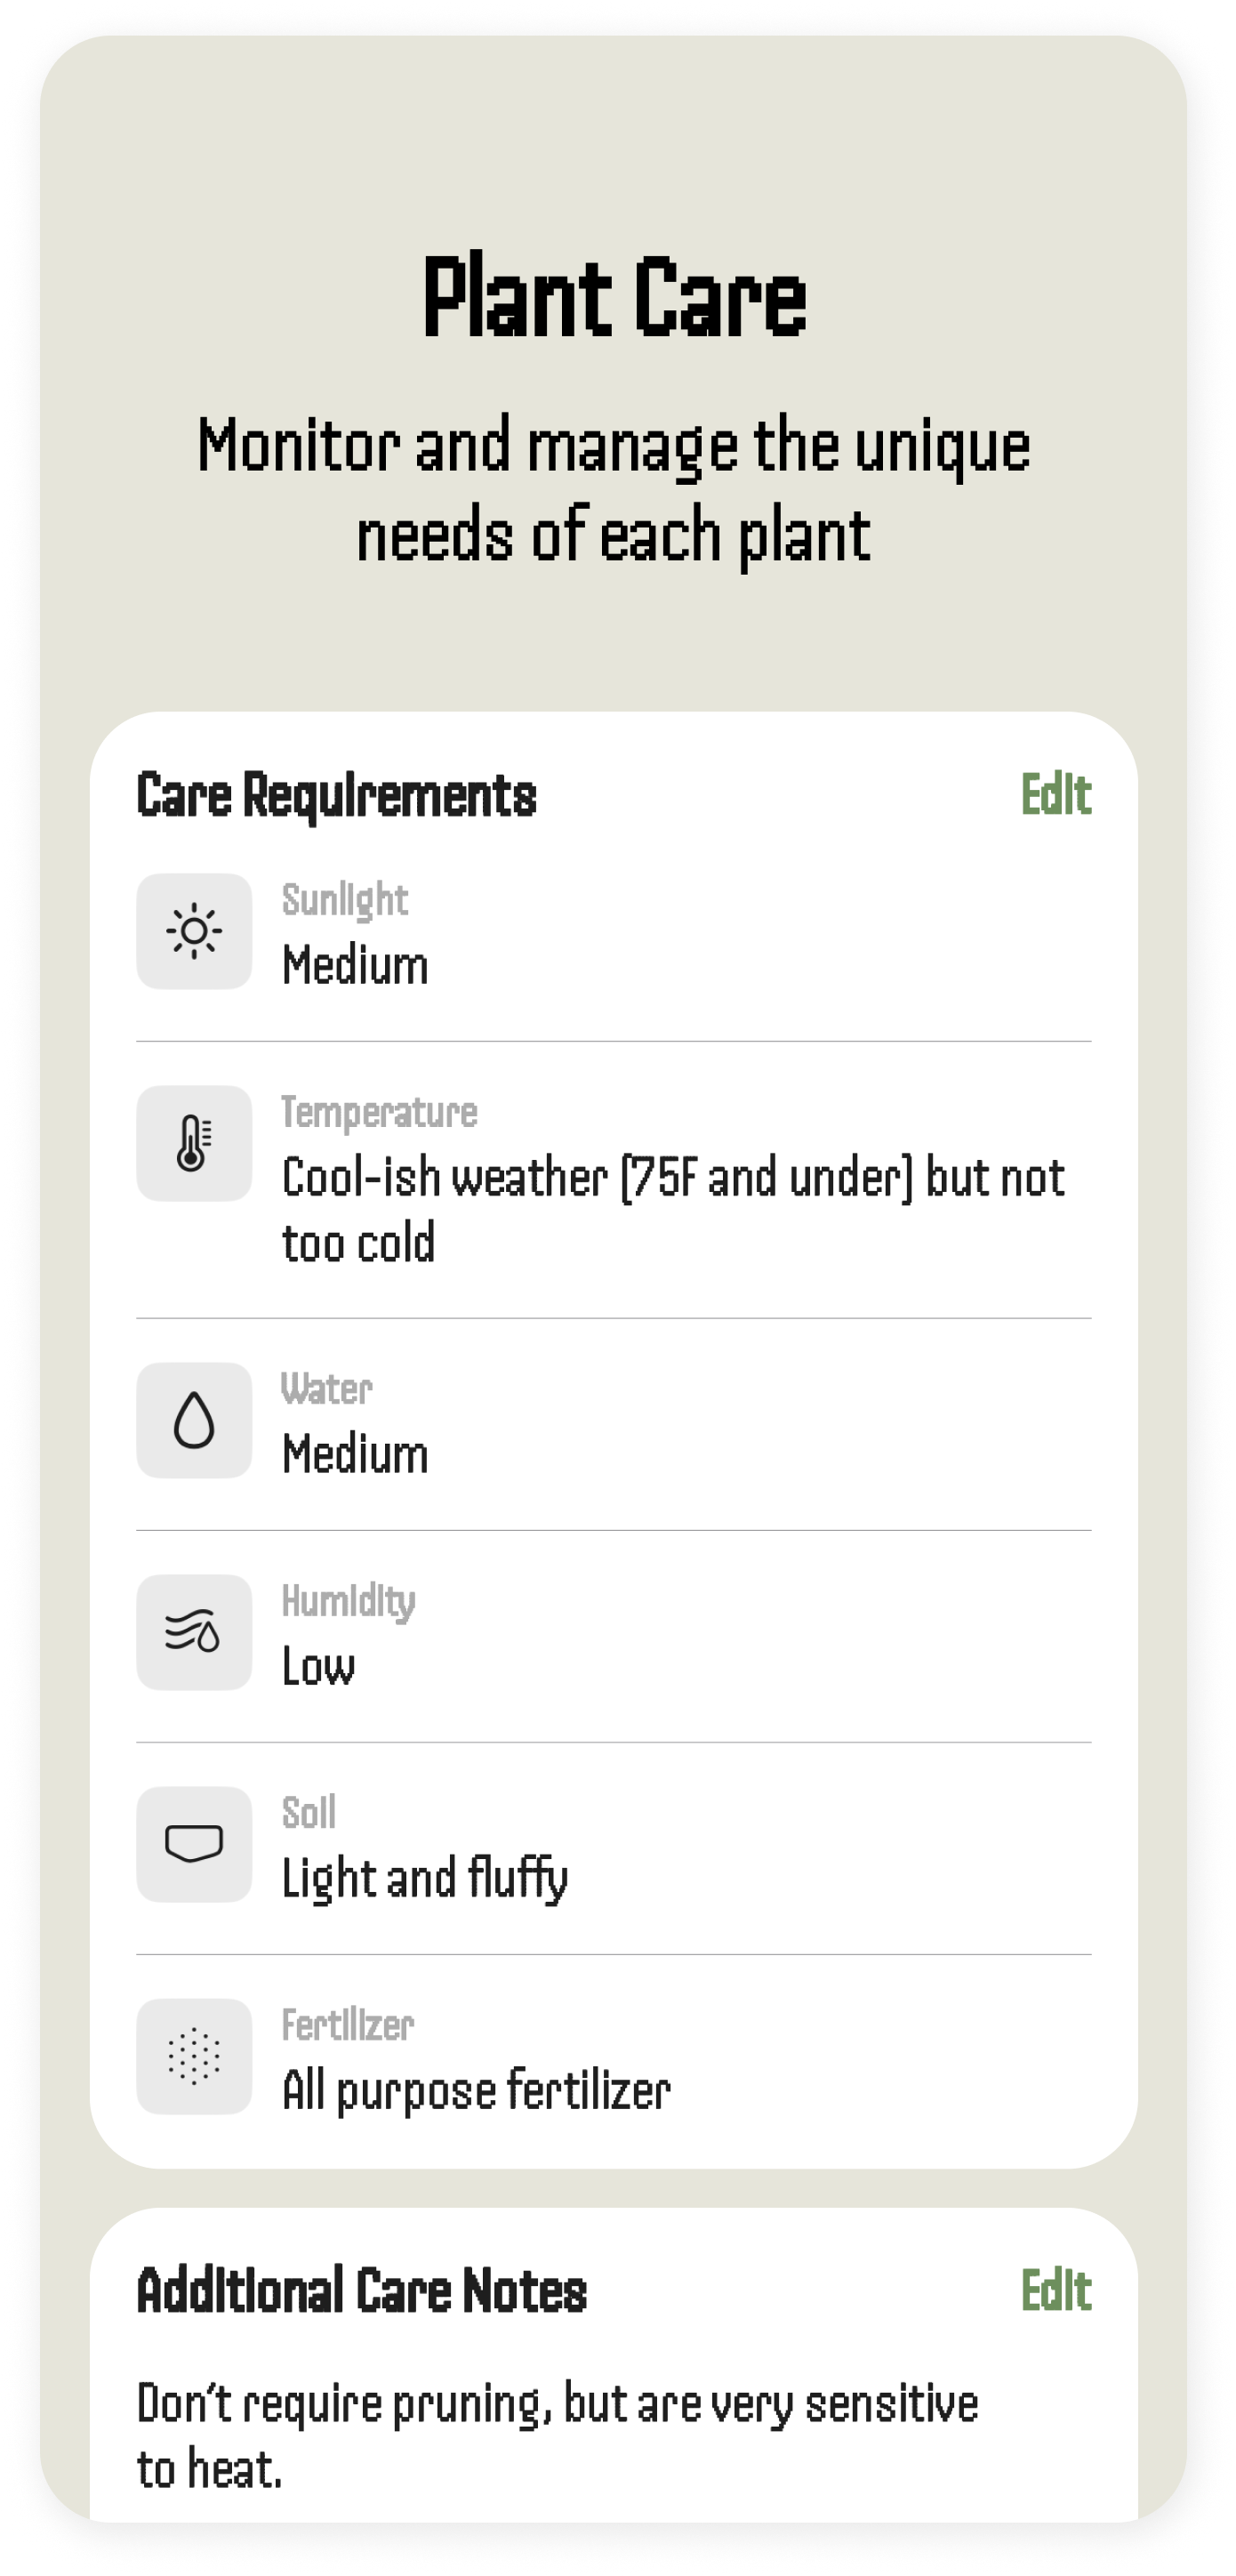 Plant Care
Monitor and manage the unique
needs of each plant
Care Requirements
Edit
Sunlight
Medium
Temperature
Cool-ish weather (75F and under) but not
too cold
Water
Medium
Humidity
Low
Soil
Light and fluffy
Fertilizer
All purpose fertilizer
Additional Care Notes
Edit
Don't require pruning, but are very sensitive
to heat.